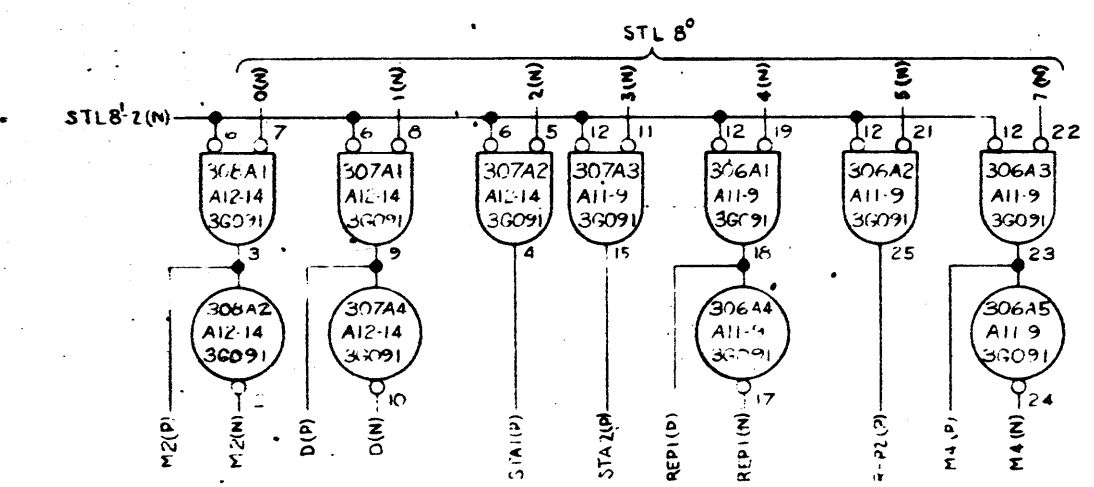 STL 8⁰
0(N) 1(N) 2(N) 3(N) 4(N) 5(N) 7(N)
STL8¹-2(N)
6 7 6 8 6 5 12 11 12 19 12 21 12 22
308A1 307A1 307A2 307A3 306A1 306A2 306A3
A12-14 A12-14 A12-14 A11-9 A11-9 A11-9 A11-9
3G091 3G091 3G091 3G091 3G091 3G091 3G091
3 9 4 15 18 25 23
308A2 307A4 306A4 306A5
A12-14 A12-14 A11-9 A11-9
3G091 3G091 3G091 3G091
10 17 24
M2(P) M2(N) D(P) D(N) STA1(P) STA2(P) REP1(P) REP1(N) P2(P) M4(P) M4(N)